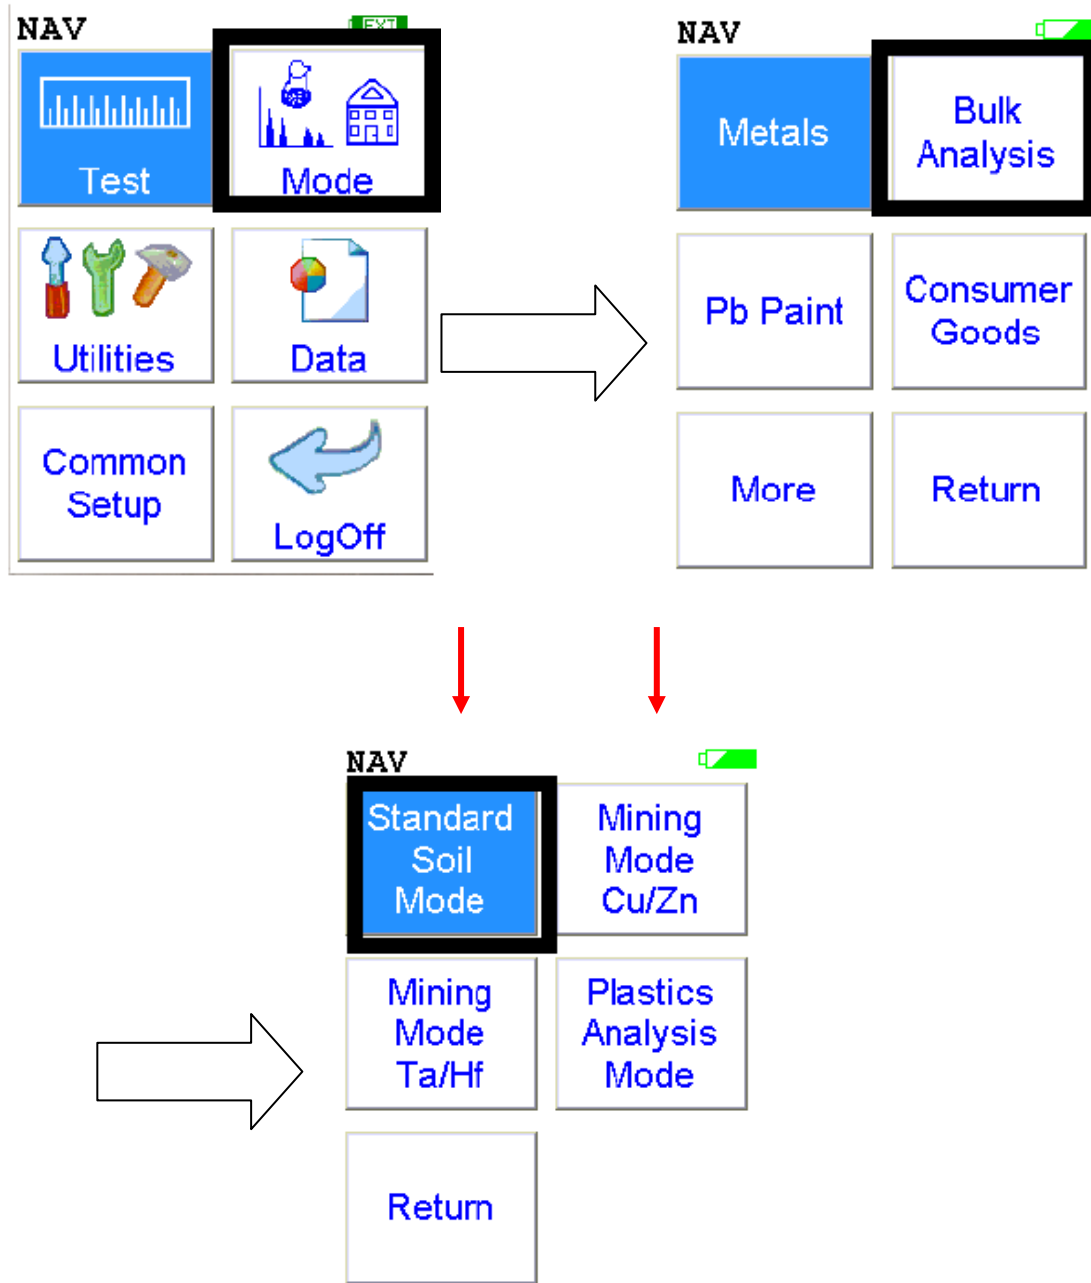 NAV
EXT
Test
Mode
Utilities
Data
Common
Setup
LogOff
NAV
Metals
Bulk
Analysis
Pb Paint
Consumer
Goods
More
Return
NAV
Standard
Soil
Mode
Mining
Mode
Cu/Zn
Mining
Mode
Ta/Hf
Plastics
Analysis
Mode
Return